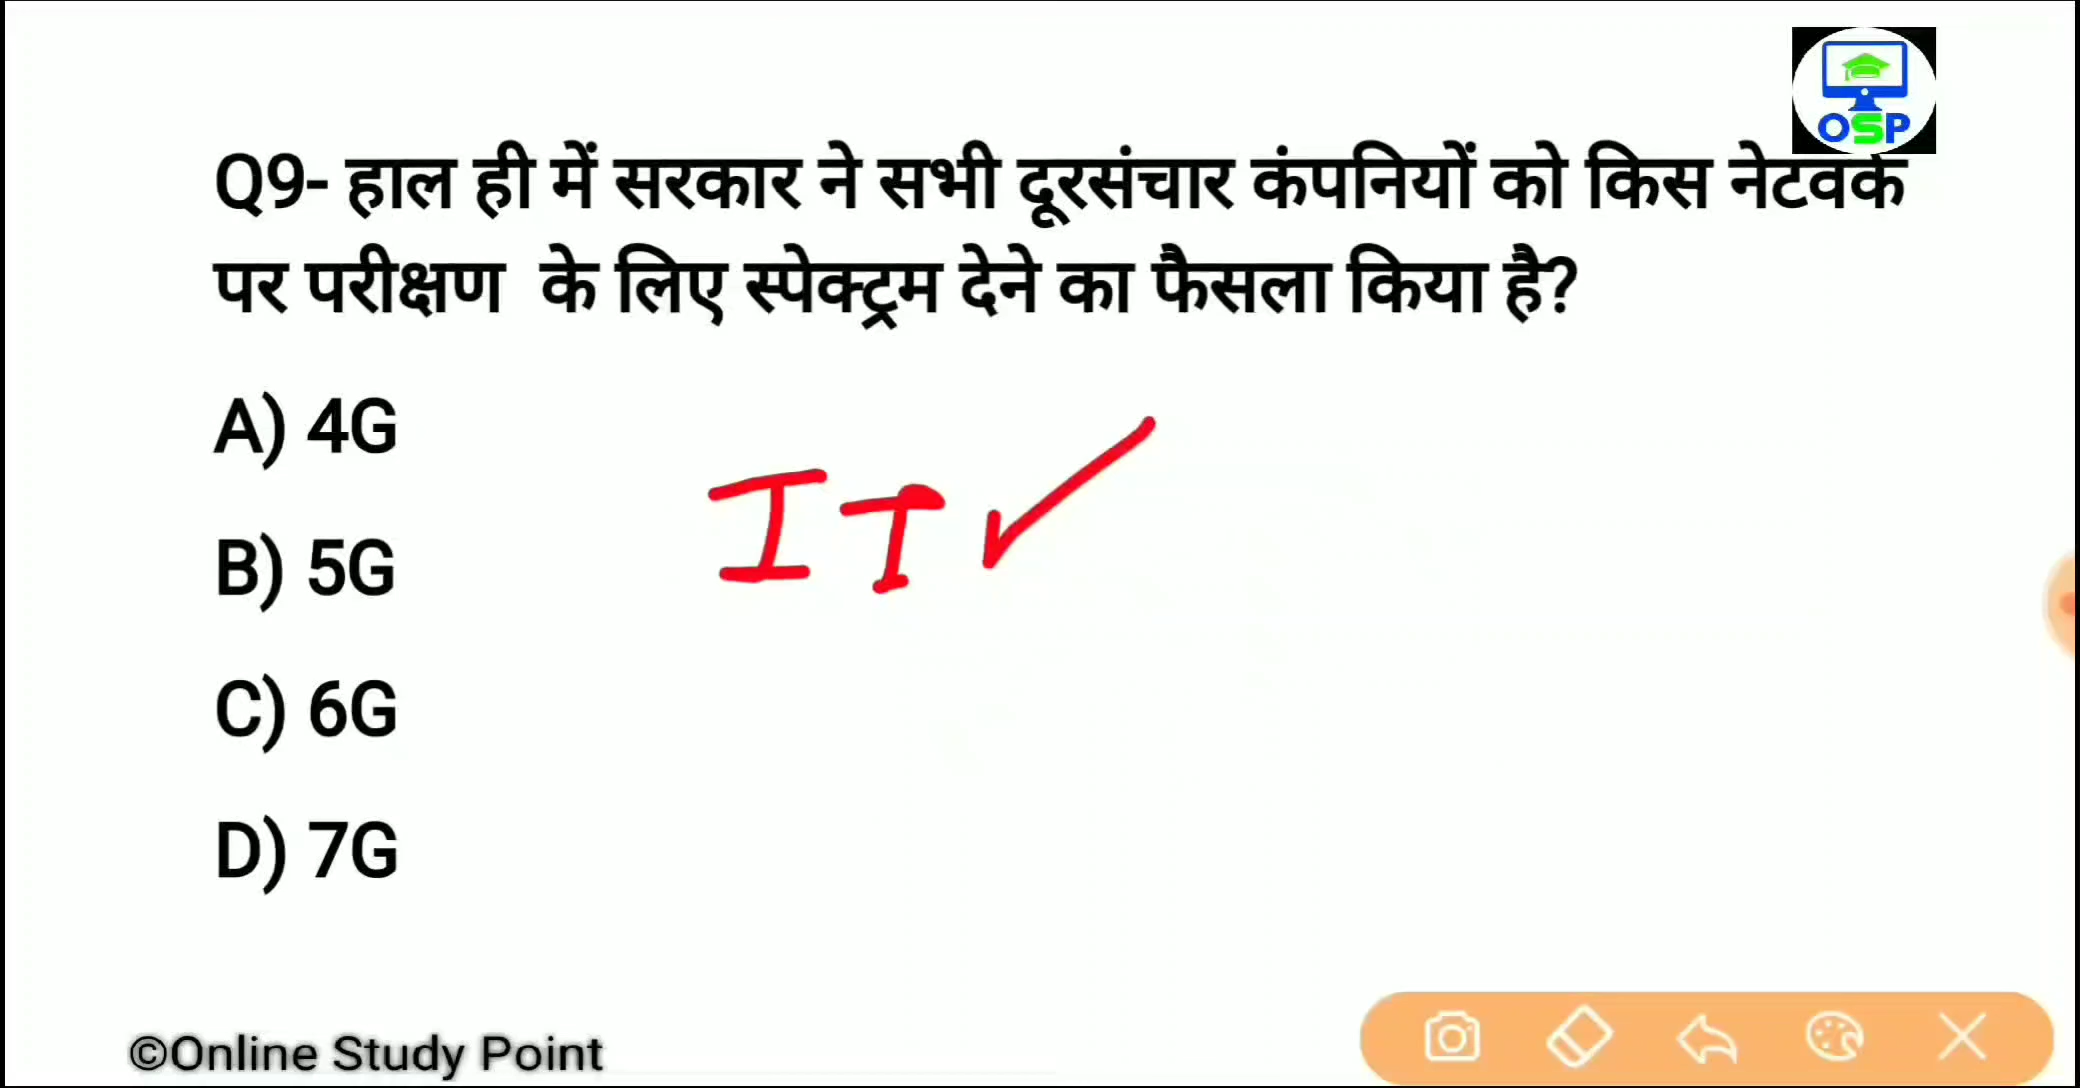 OSP
Q9- हाल ही में सरकार ने सभी दूरसंचार कंपनियों को किस नेटवर्क
पर परीक्षण के लिए स्पेक्ट्रम देने का फैसला किया है?
A) 4G
IT
B) 5G
C) 6G
D) 7G
©Online Study Point